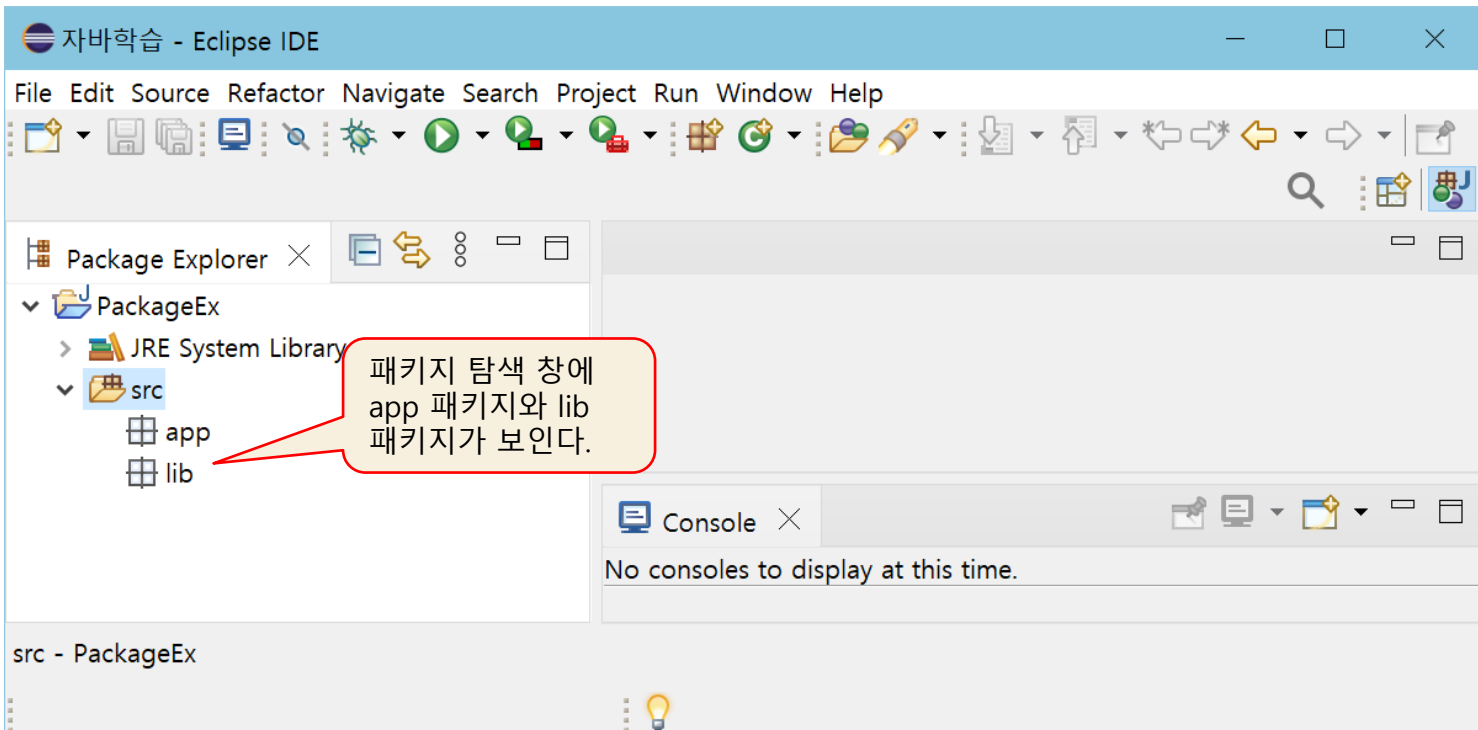 자바학습 - Eclipse IDE
File Edit Source Refactor Navigate Search Project Run Window Help
Package Explorer
PackageEx
JRE System Library
src
app
lib
패키지 탐색 창에
app 패키지와 lib
패키지가 보인다.
Console
No consoles to display at this time.
src - PackageEx